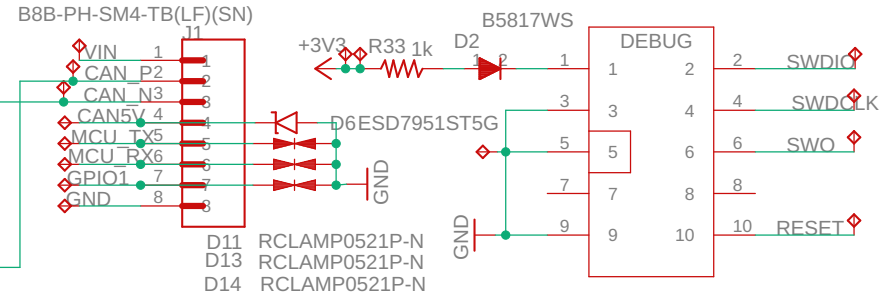 B8B-PH-SM4-TB(LF)(SN)
J1
VIN 1 1
CAN_P 2 2
CAN_N 3 3
CAN5V 4 4
MCU_TX 5 5
MCU_RX 6 6
GPIO1 7 7
GND 8 8
D6 ESD7951ST5G
GND
D11 RCLAMP0521P-N
D13 RCLAMP0521P-N
D14 RCLAMP0521P-N
+3V3 R33 1k
D2
B5817WS
1 2
DEBUG
1 1 2 2 SWDIO
3 3 4 4 SWDCLK
5 5 6 6 SWO
7 7 8 8
9 9 10 10 RESET
GND